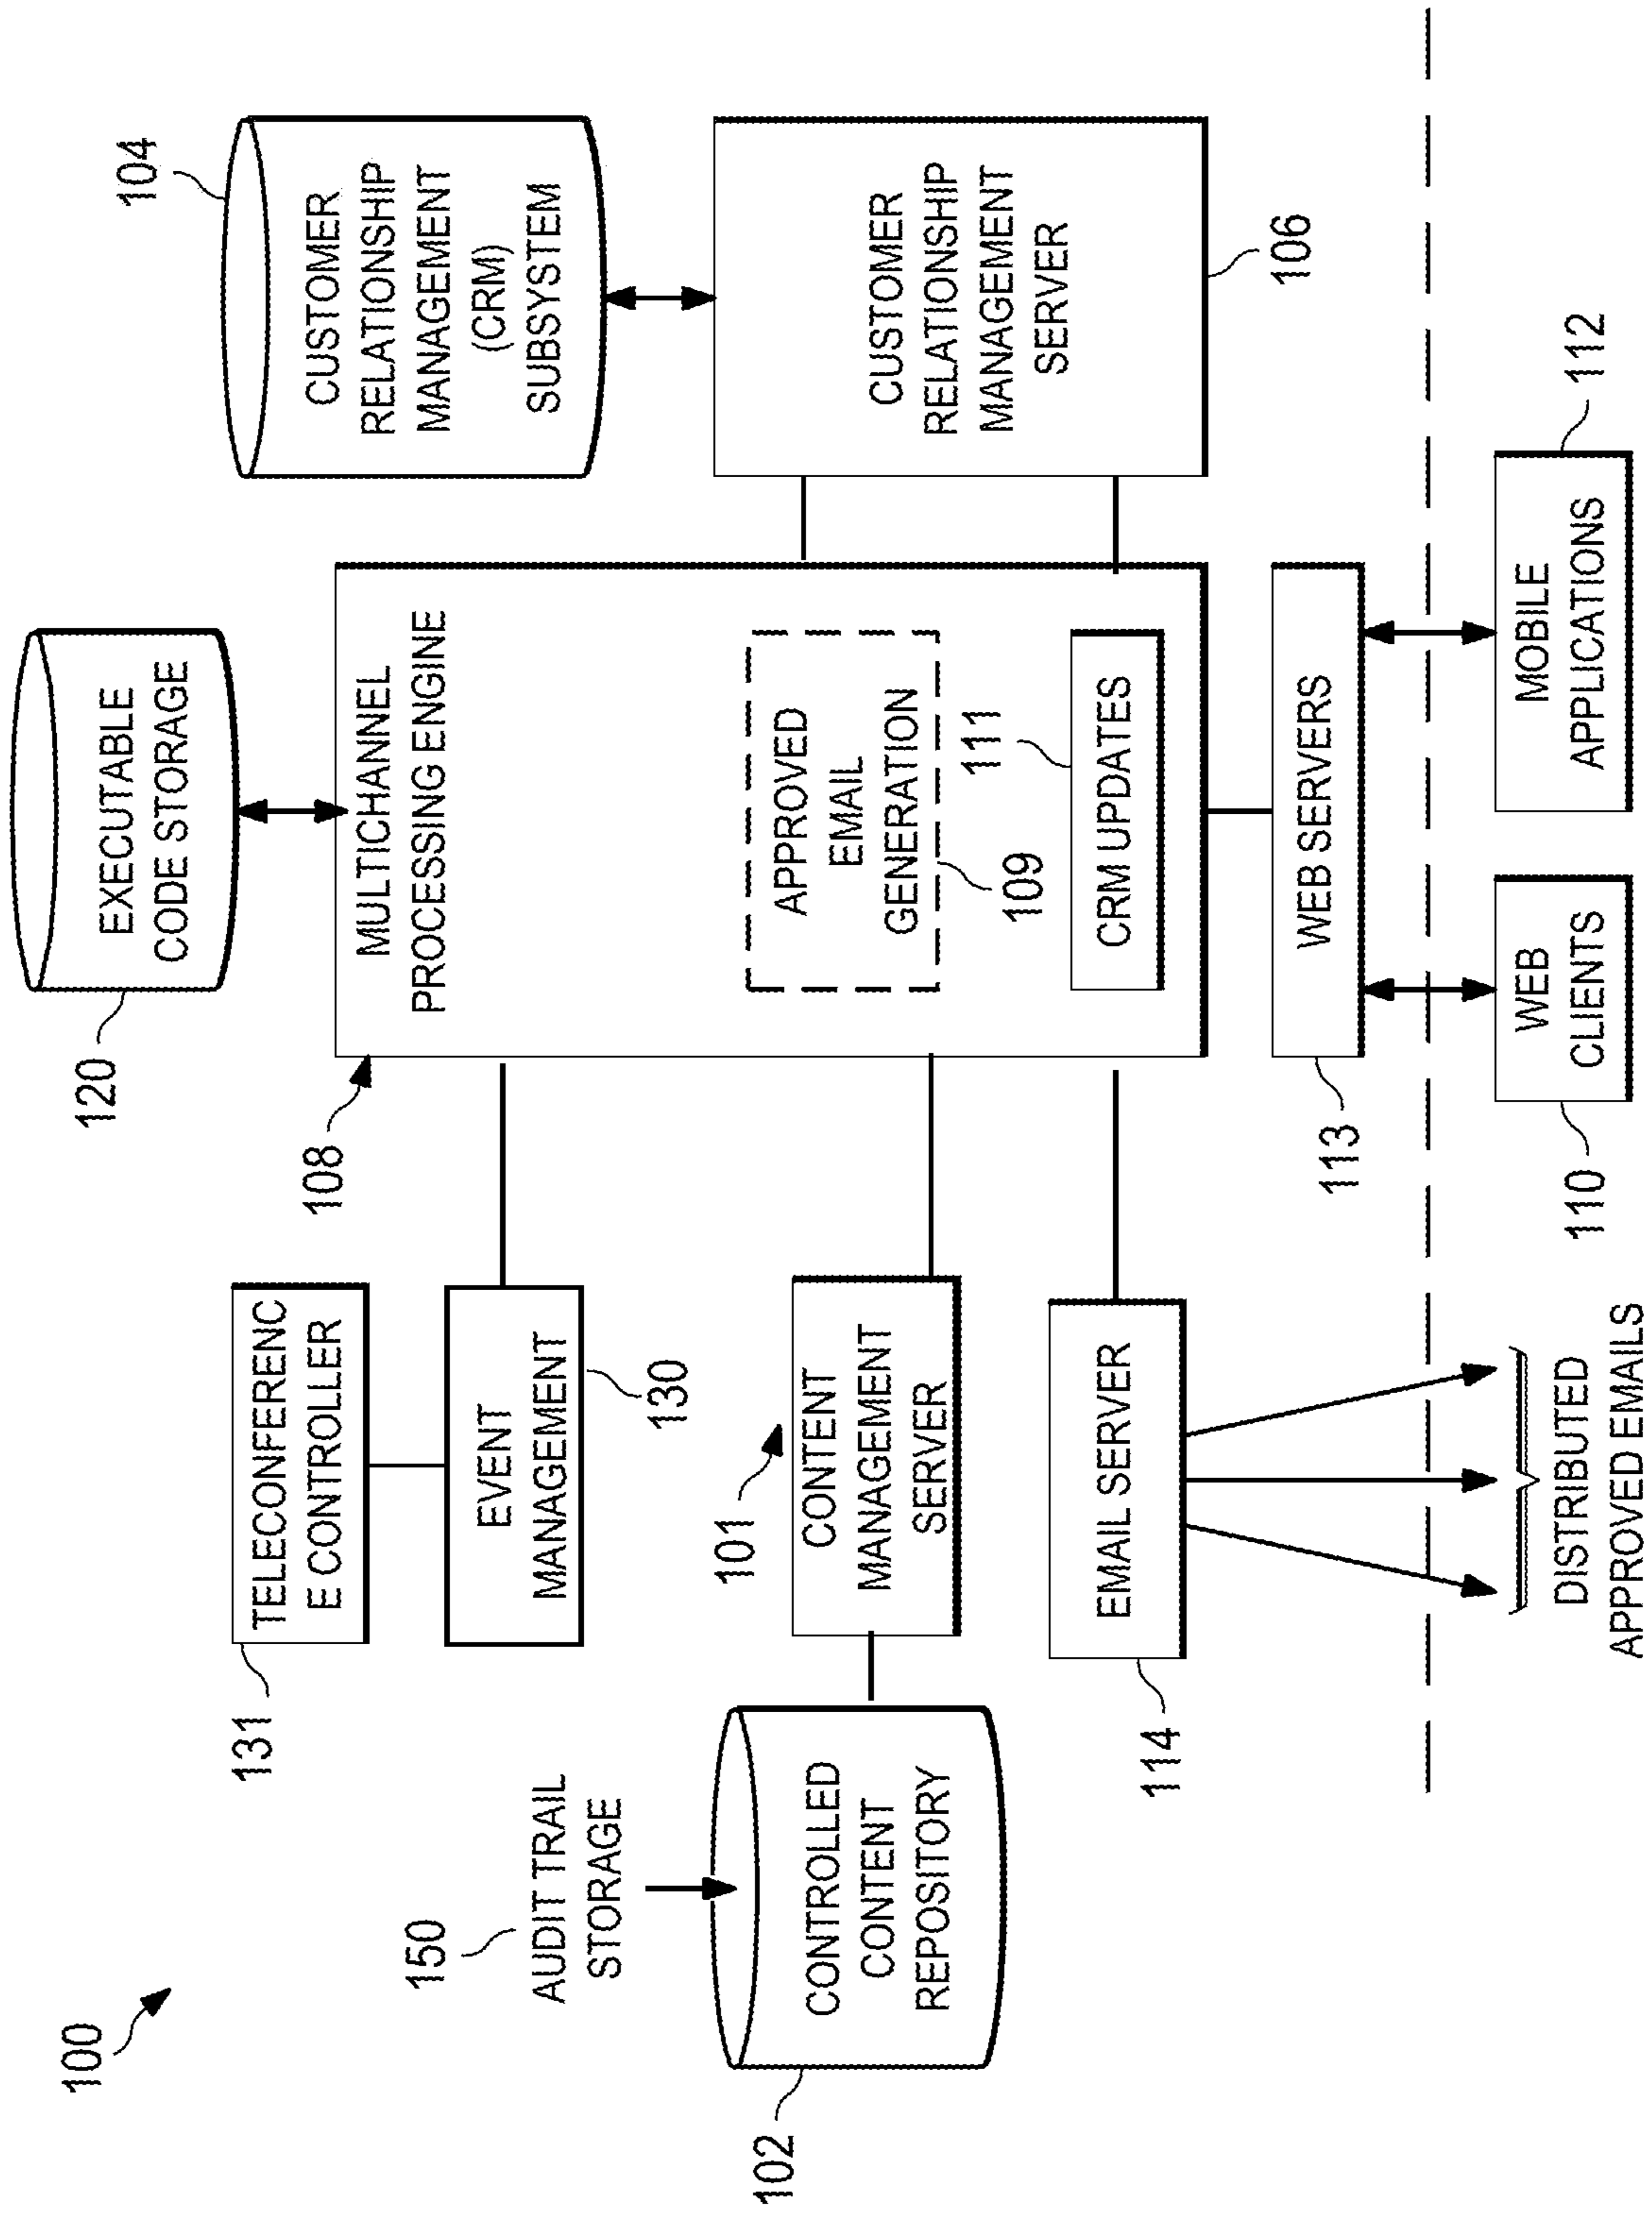 100
120
EXECUTABLE
CODE STORAGE
104
CUSTOMER
RELATIONSHIP
MANAGEMENT
(CRM)
SUBSYSTEM
131
TELECONFERENC
E CONTROLLER
108
MULTICHANNEL
PROCESSING ENGINE
EVENT
MANAGEMENT
130
150
AUDIT TRAIL
STORAGE
101
CONTENT
MANAGEMENT
SERVER
APPROVED
EMAIL
GENERATION
109
111
CRM UPDATES
CUSTOMER
RELATIONSHIP
MANAGEMENT
SERVER
106
102
CONTROLLED
CONTENT
REPOSITORY
114
EMAIL SERVER
113
WEB SERVERS
DISTRIBUTED
APPROVED EMAILS
110
WEB
CLIENTS
MOBILE
APPLICATIONS
112